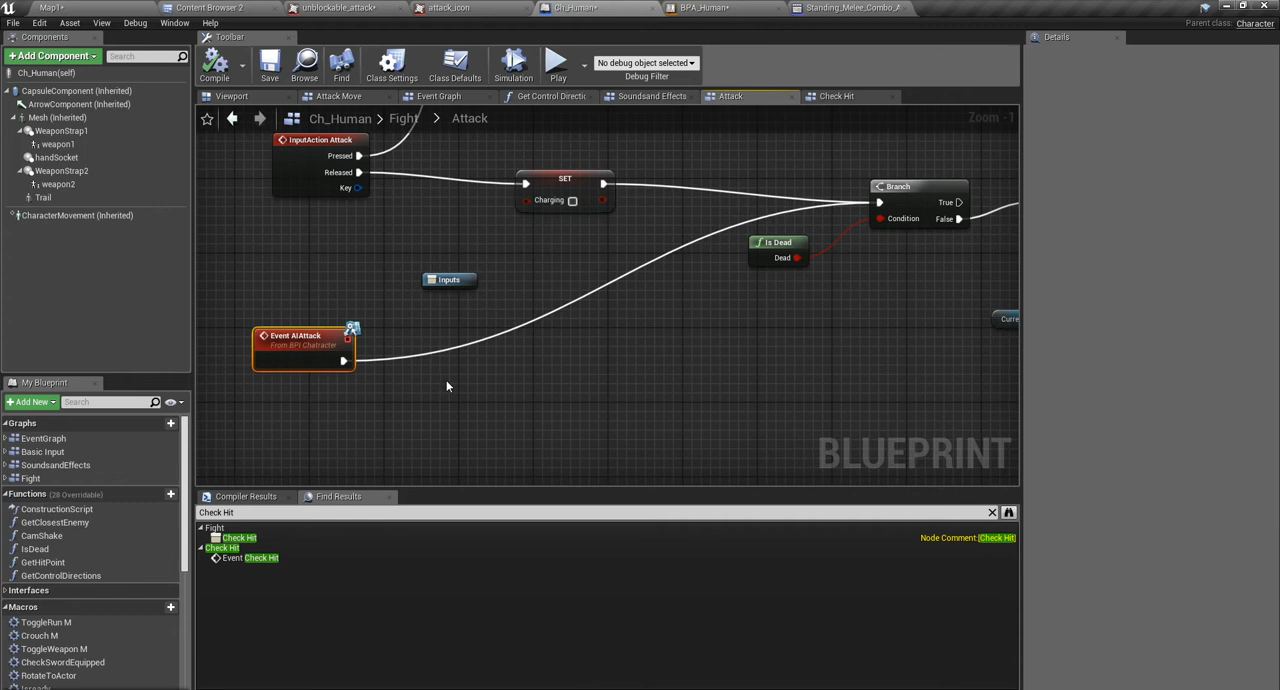 Map1*
Content Browser 2
unblockable_attack*
attack_icon
Ch_Human*
BPA_Human*
Standing_Melee_Combo_A
File Edit Asset View Debug Window Help
Parent class: Character
Components
Toolbar
Details
+Add Component
Search
Compile
Save
Browse
Find
Class Settings
Class Defaults
Simulation
Play
No debug object selected
Debug Filter
Ch_Human(self)
CapsuleComponent (Inherited)
ArrowComponent (Inherited)
Mesh (Inherited)
WeaponStrap1
weapon1
handSocket
WeaponStrap2
weapon2
Trail
CharacterMovement (Inherited)
Viewport
Attack Move
Event Graph
Get Control Directic
Soundsand Effects
Attack
Check Hit
Ch_Human > Fight > Attack
Zoom -1
InputAction Attack
Pressed
Released
Key
SET
Charging
Branch
True
Condition
False
Is Dead
Dead
Inputs
Curre
Event AIAttack
From BPI Chatracter
BLUEPRINT
My Blueprint
+Add New
Search
Graphs
EventGraph
Basic Input
SoundsandEffects
Fight
Functions (28 Overridable)
ConstructionScript
GetClosestEnemy
CamShake
IsDead
GetHitPoint
GetControlDirections
Interfaces
Macros
ToggleRun M
Crouch M
ToggleWeapon M
CheckSwordEquipped
RotateToActor
Compiler Results
Find Results
Check Hit
Fight
Check Hit
Node Comment:[Check Hit]
Check Hit
Event Check Hit